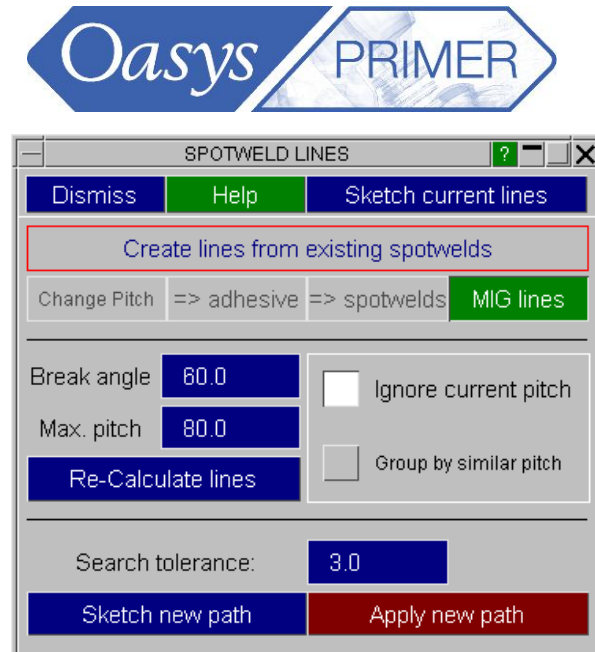 Oasys PRIMER
SPOTWELD LINES ?
Dismiss Help Sketch current lines
Create lines from existing spotwelds
Change Pitch => adhesive => spotwelds MIG lines
Break angle 60.0 Ignore current pitch
Max. pitch 80.0
Re-Calculate lines Group by similar pitch
Search tolerance: 3.0
Sketch new path Apply new path